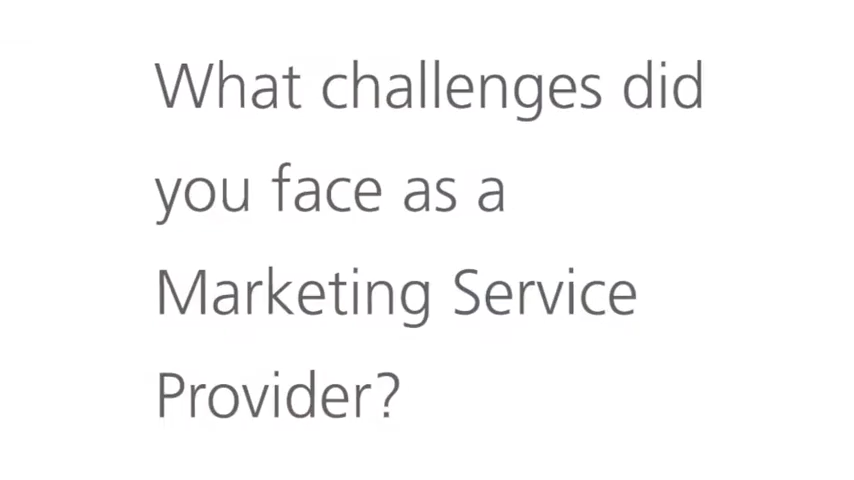 What challenges did
you face as a
Marketing Service
Provider?